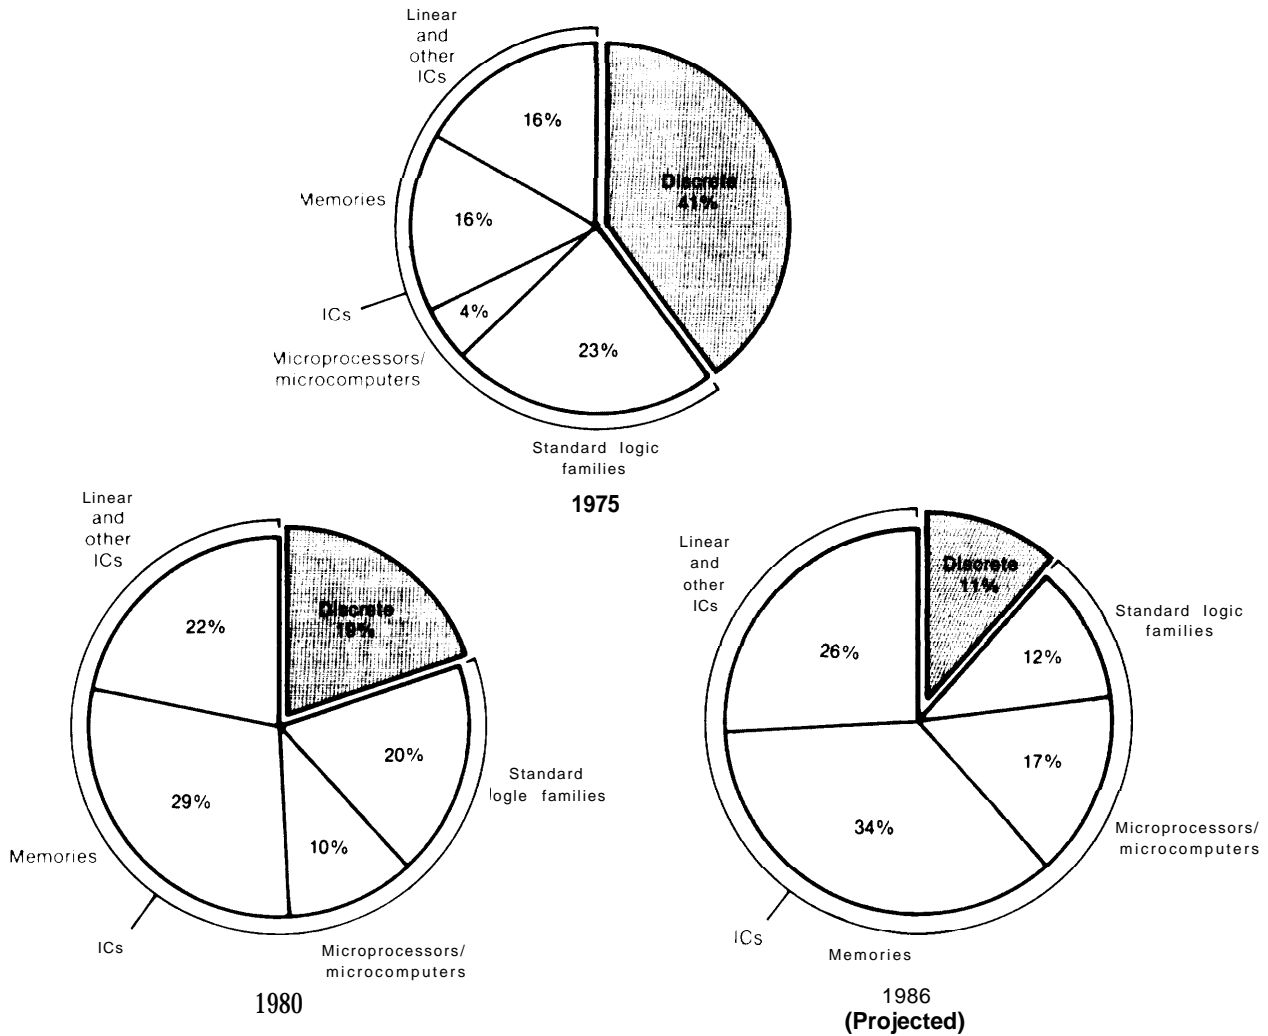 Linear
and
other
ICs
16%
Discrete
41%
Memories
16%
ICs
4%
Microprocessors/
microcomputers
23%
Standard logic
families
1975
Linear
and
other
ICs
22%
Discrete
19%
20%
Standard
logle families
29%
10%
Memories
ICs
Microprocessors/
microcomputers
1980
Linear
and
other
ICs
Discrete
11%
Standard logic
families
26%
12%
17%
34%
Microprocessors/
microcomputers
ICs
Memories
1986
(Projected)